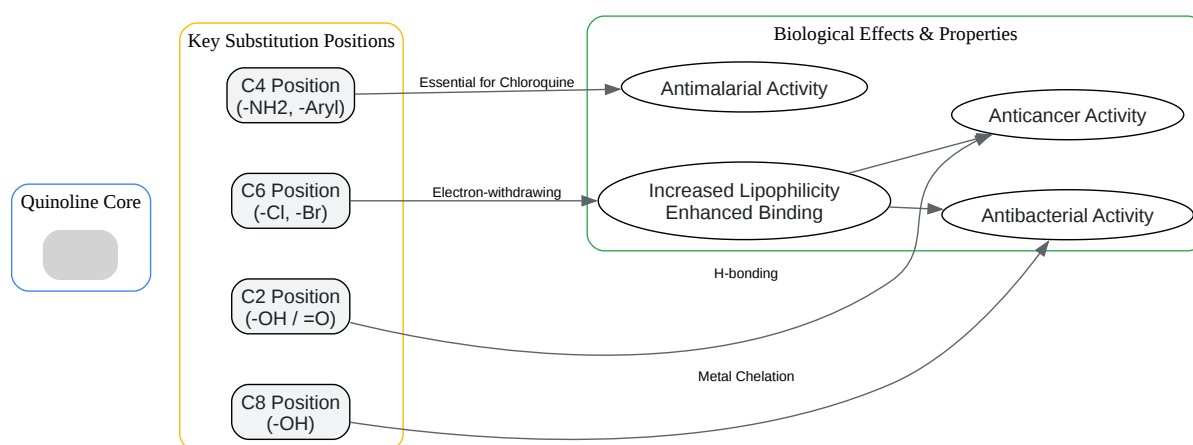 Quinoline Core
Key Substitution Positions
C4 Position
(-NH2, -Aryl)
C6 Position
(-Cl, -Br)
C2 Position
(-OH / =O)
C8 Position
(-OH)
Essential for Chloroquine
Electron-withdrawing
H-bonding
Metal Chelation
Biological Effects & Properties
Antimalarial Activity
Increased Lipophilicity
Enhanced Binding
Anticancer Activity
Antibacterial Activity